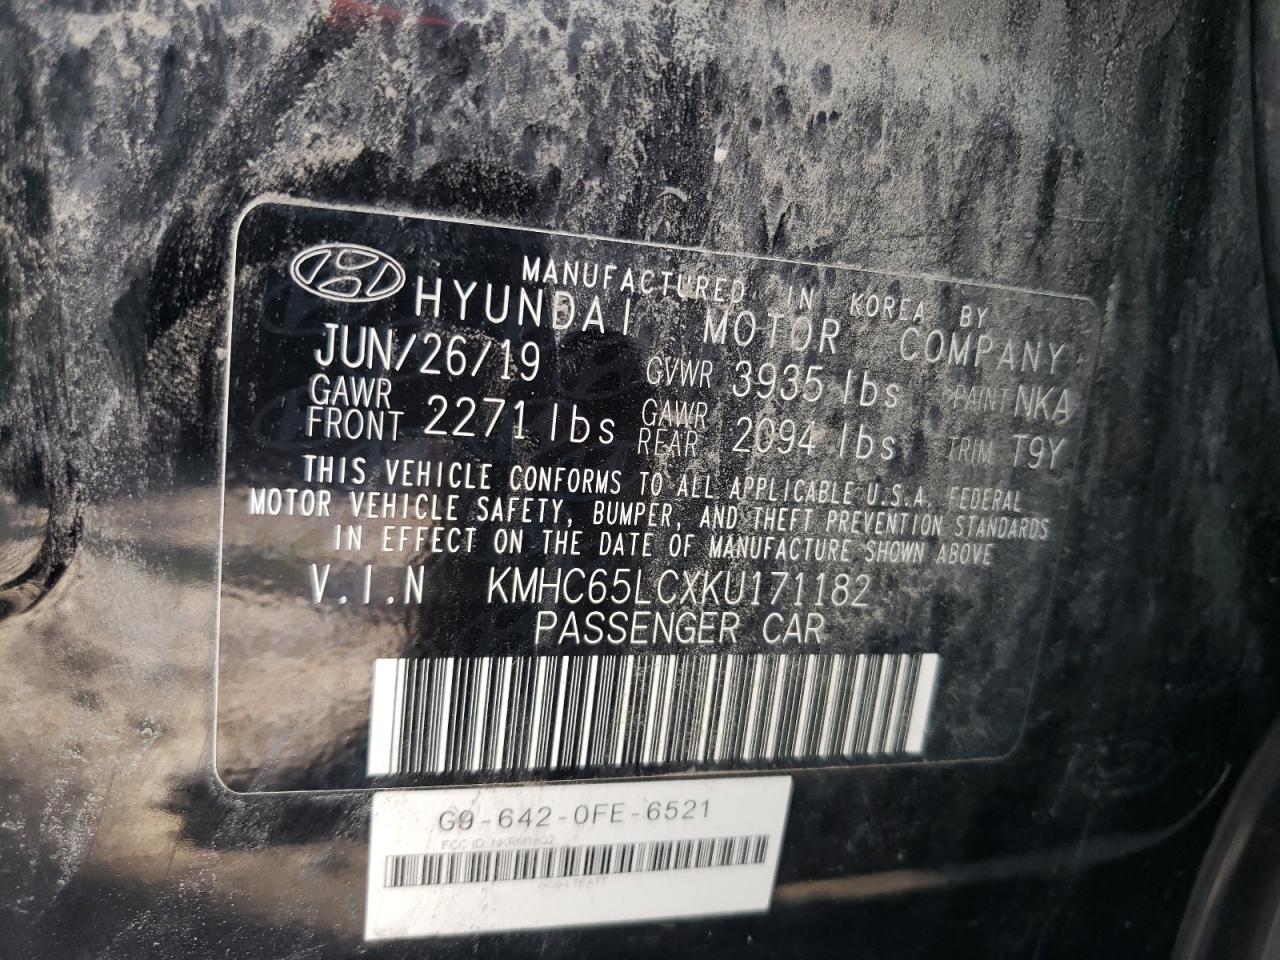 MANUFACTURED IN KOREA BY
HYUNDAI MOTOR COMPANY
JUN/26/19 GVWR 3935 lbs PAINT NKA
GAWR FRONT 2271 lbs GAWR REAR 2094 lbs TRIM T9Y
THIS VEHICLE CONFORMS TO ALL APPLICABLE U.S.A. FEDERAL
MOTOR VEHICLE SAFETY, BUMPER, AND THEFT PREVENTION STANDARDS
IN EFFECT ON THE DATE OF MANUFACTURE SHOWN ABOVE
V.I.N KMHC65LCXKU171182
PASSENGER CAR
G9-642-0FE-6521
FCC ID